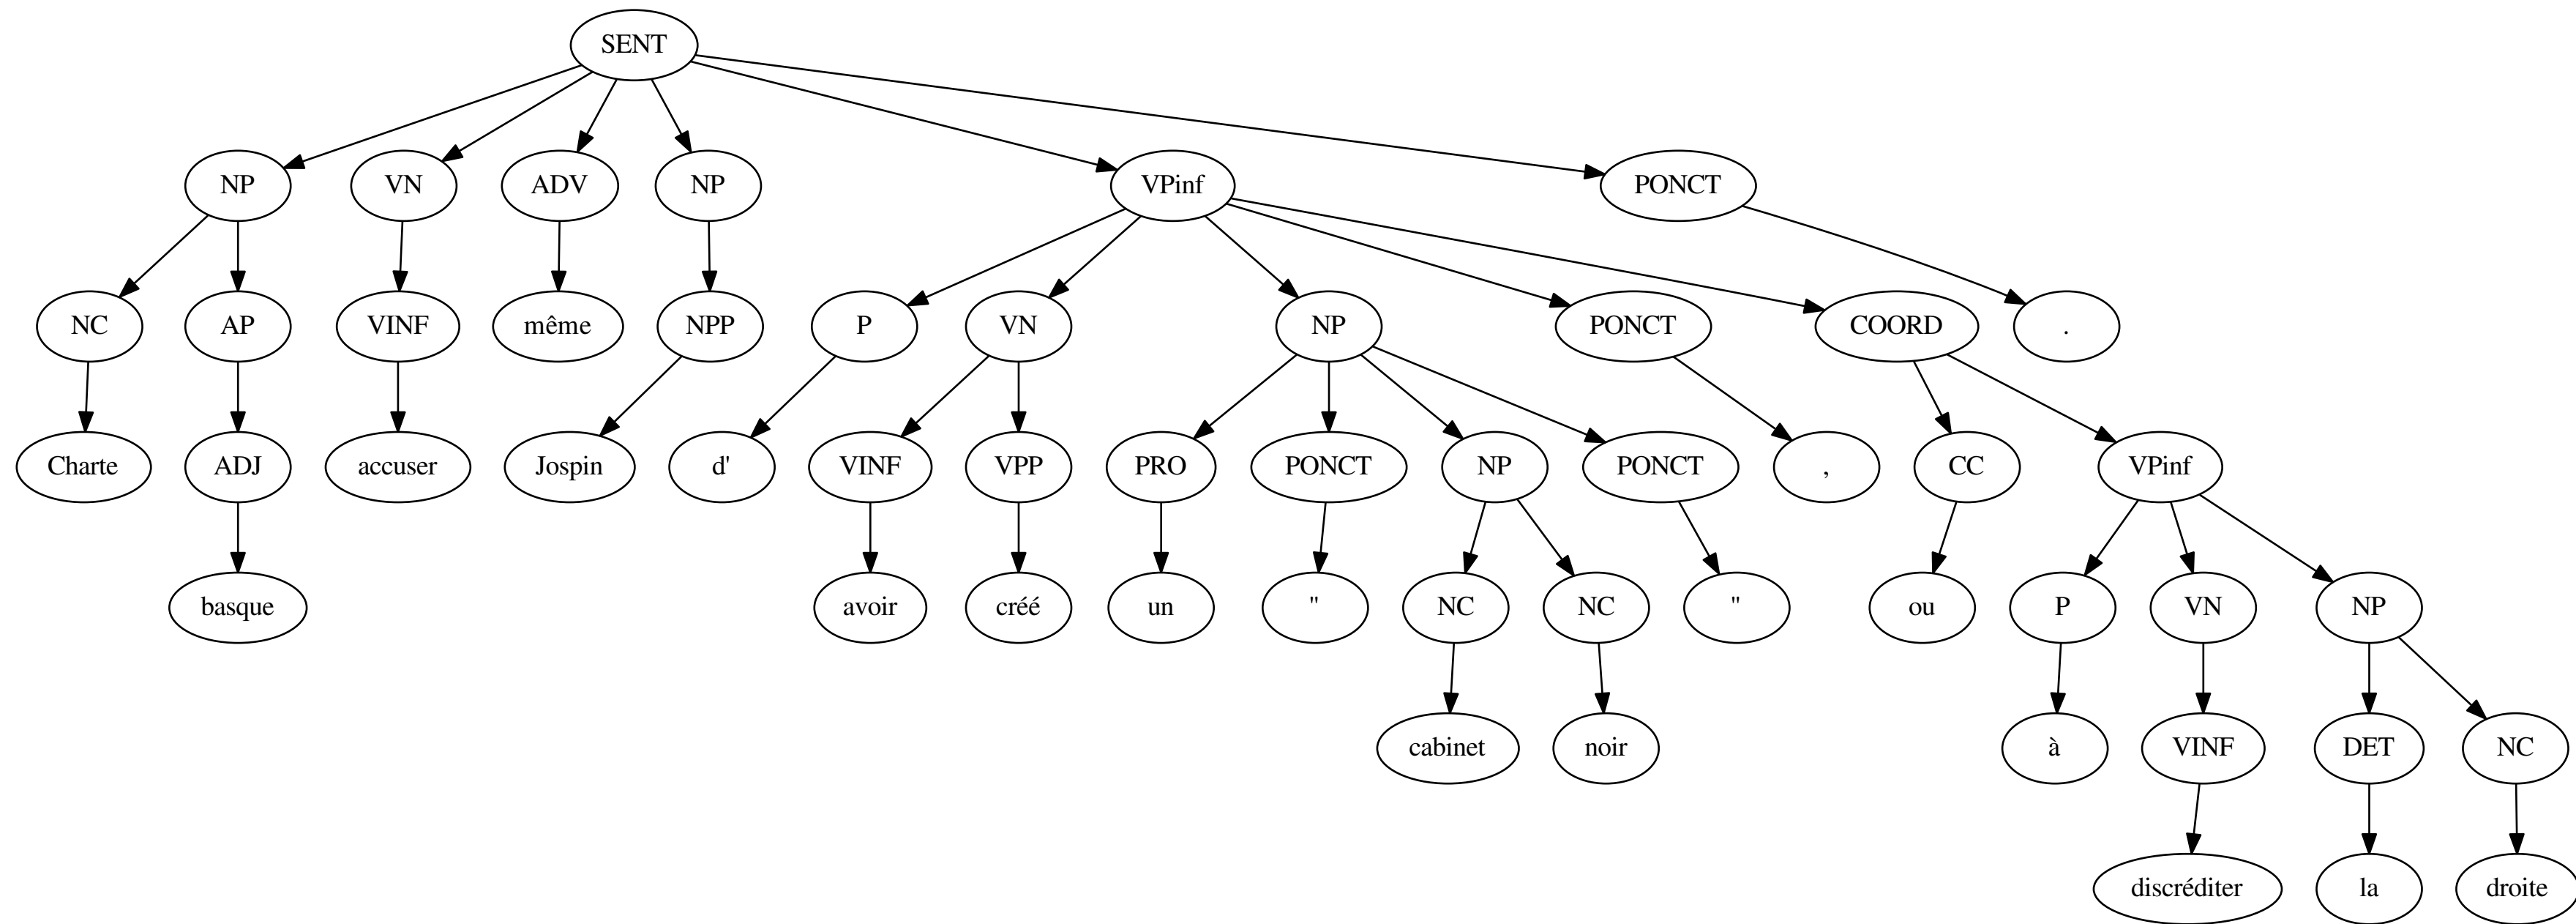 SENT
NP VN ADV NP VPinf PONCT
NC AP VINF même NPP P VN NP PONCT COORD .
Charte ADJ accuser Jospin d' VINF VPP PRO PONCT NP PONCT , CC VPinf
basque avoir créé un " NC NC " ou P VN NP
cabinet noir à VINF DET NC
discréditer la droite